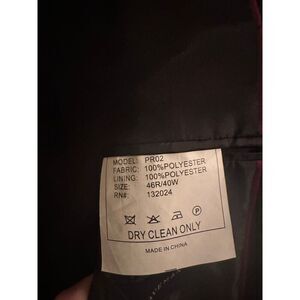 MODEL: PR02
FABRIC: 100%POLYESTER
LINING: 100%POLYESTER
SIZE: 46R/40W
RN#: 132024
P
DRY CLEAN ONLY
MADE IN CHINA